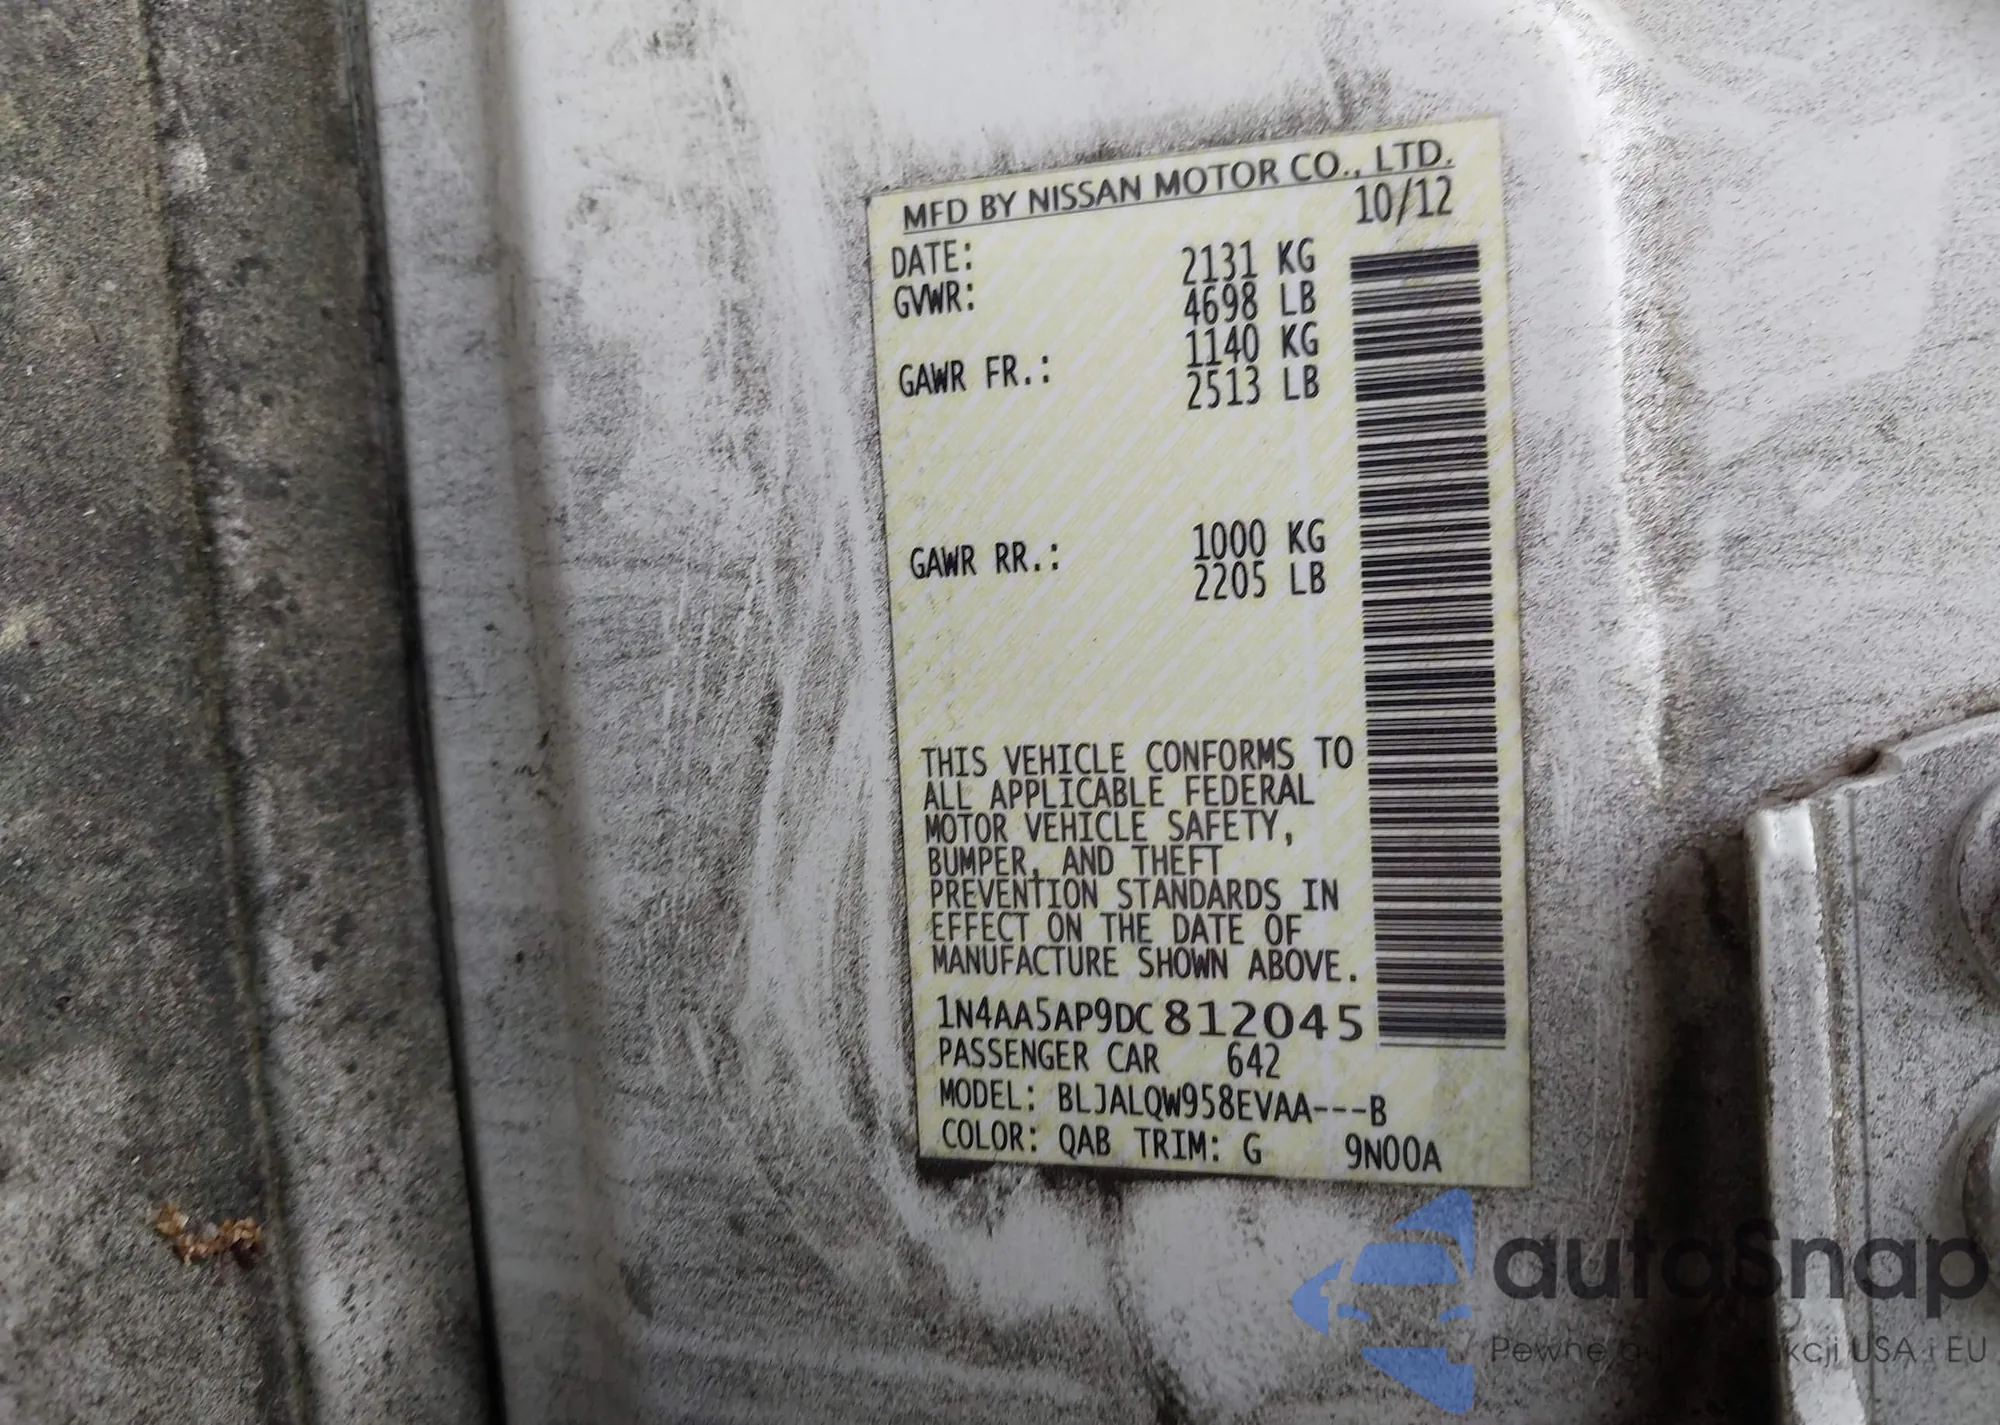 MFD BY NISSAN MOTOR CO., LTD.
DATE: 10/12
GVWR: 2131 KG
4698 LB
GAWR FR.: 1140 KG
2513 LB
GAWR RR.: 1000 KG
2205 LB
THIS VEHICLE CONFORMS TO
ALL APPLICABLE FEDERAL
MOTOR VEHICLE SAFETY,
BUMPER, AND THEFT
PREVENTION STANDARDS IN
EFFECT ON THE DATE OF
MANUFACTURE SHOWN ABOVE.
1N4AA5AP9DC812045
PASSENGER CAR 642
MODEL: BLJALQW958EVAA---B
COLOR: QAB TRIM: G 9N00A
autoSnap
Pewne USA i EU